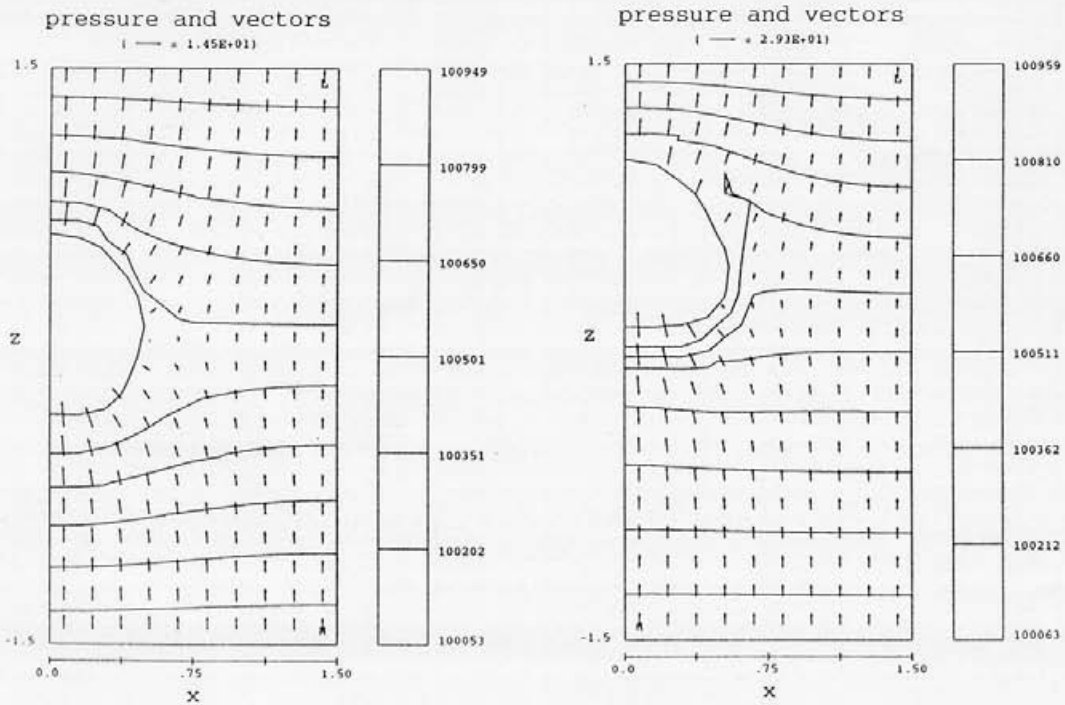 pressure and vectors
( → = 1.45E+01)
1.5
L
Z
A
-1.5
0.0
.75
1.50
X
100949
100799
100650
100501
100351
100202
100053
pressure and vectors
( → = 2.93E+01)
1.5
L
Z
A
-1.5
0.0
.75
1.50
X
100959
100810
100660
100511
100362
100212
100063